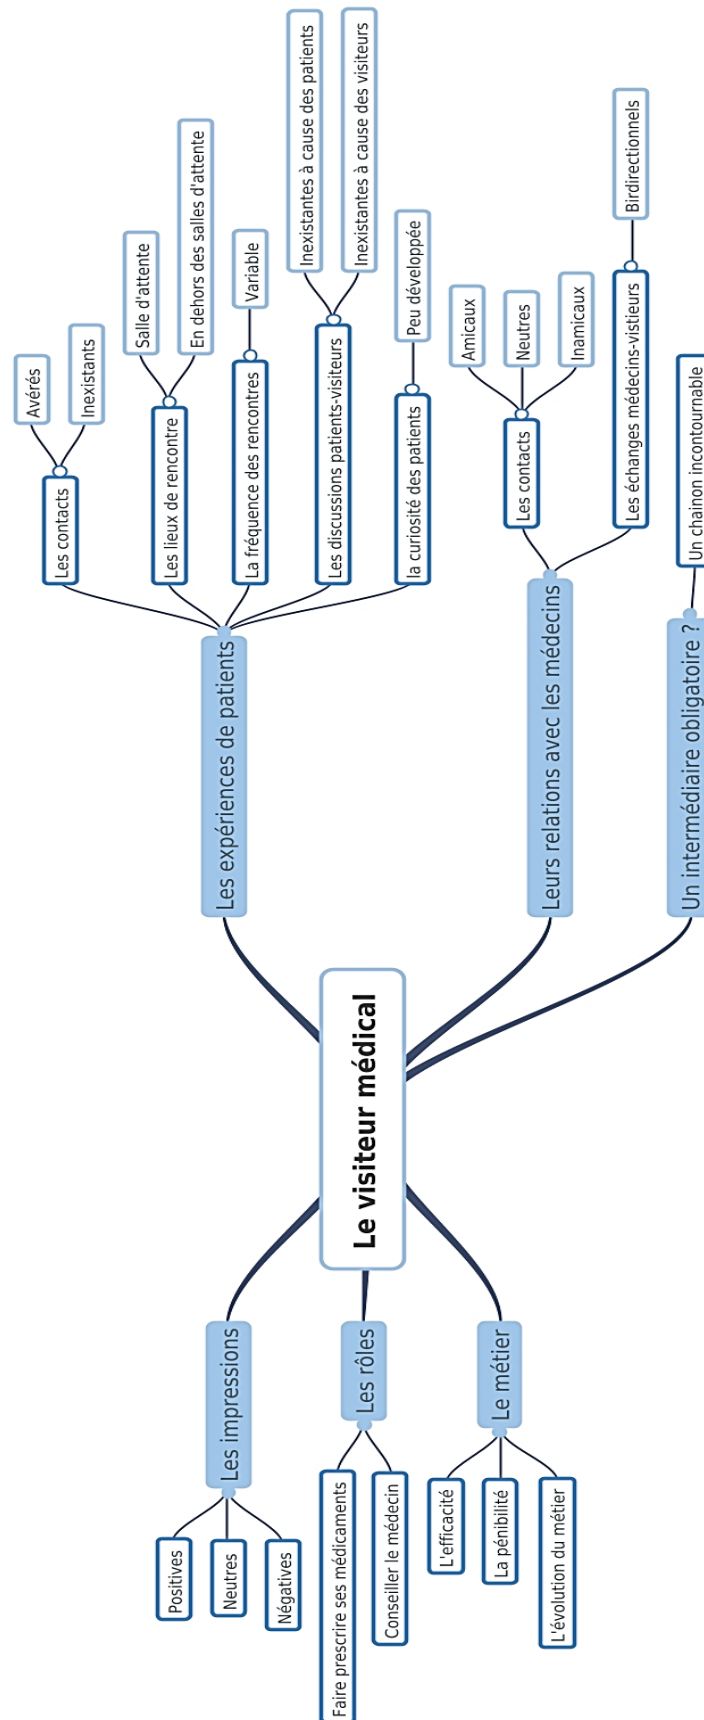 Le visiteur médical
Les impressions
Positives
Neutres
Négatives
Les rôles
Faire prescrire ses médicaments
Conseiller le médecin
Le métier
L'efficacité
La pénibilité
L'évolution du métier
Les expériences de patients
Les contacts
Avérés
Inexistants
Les lieux de rencontre
Salle d'attente
En dehors des salles d'attente
La fréquence des rencontres
Variable
Les discussions patients-visiteurs
Inexistantes à cause des patients
Inexistantes à cause des visiteurs
la curiosité des patients
Peu développée
Leurs relations avec les médecins
Les contacts
Amicaux
Neutres
Inamicaux
Les échanges médecins-vistieurs
Birdirectionnels
Un intermédiaire obligatoire ?
Un chainon incontournable